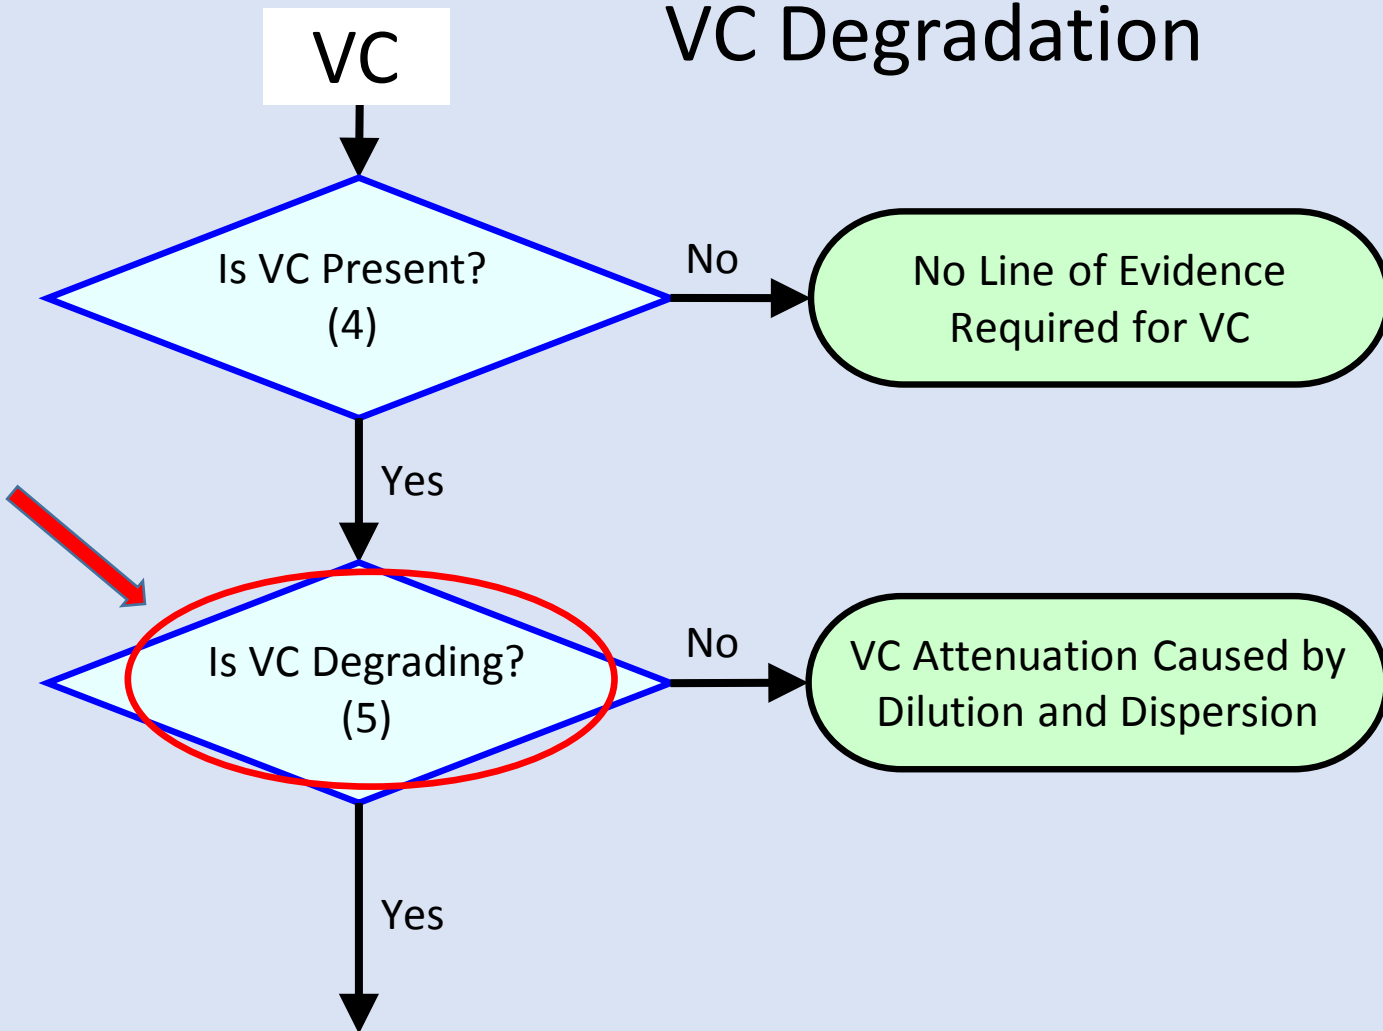 VC Degradation
VC
Is VC Present?
(4)
No
No Line of Evidence
Required for VC
Yes
Is VC Degrading?
(5)
No
VC Attenuation Caused by
Dilution and Dispersion
Yes